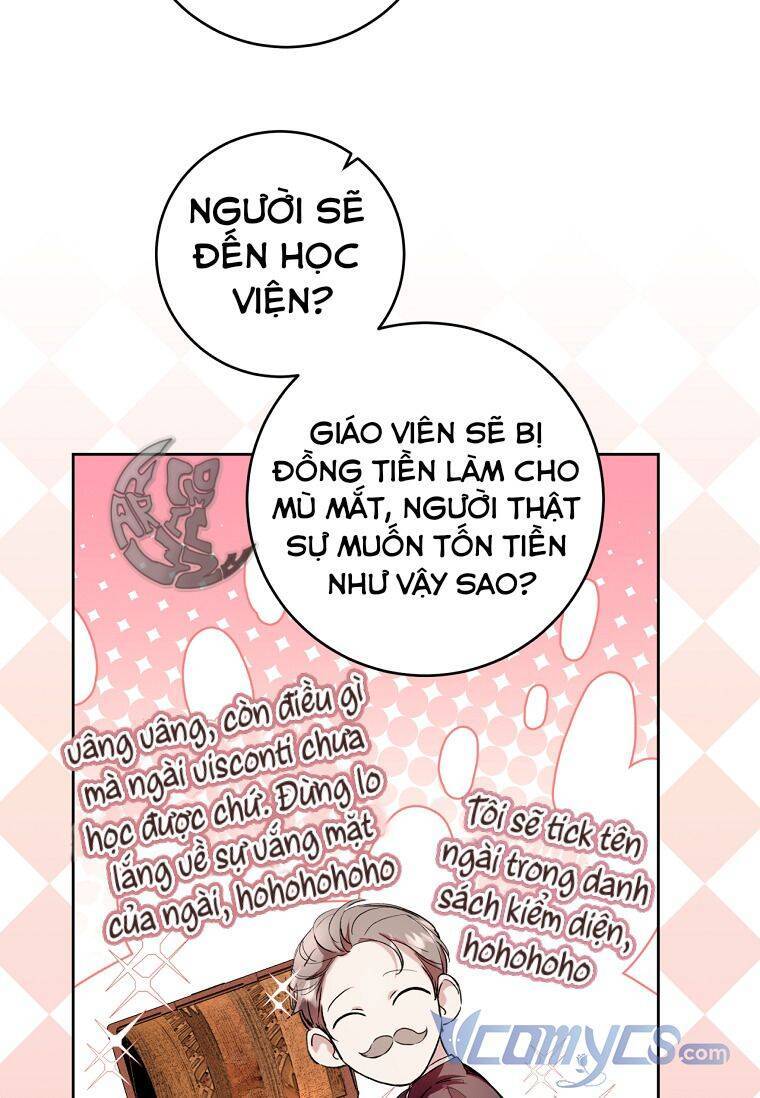 NGƯỜI SẼ
ĐẾN HỌC
VIỆN?
GIÁO VIÊN SẼ BỊ
ĐỒNG TIỀN LÀM CHO
MÙ MẮT, NGƯỜI THẬT
SỰ MUỐN TỐN TIỀN
NHƯ VẬY SAO?
vâng vâng, còn điều gì
mà ngài visconti chưa
học được chứ. Đừng lo
lắng về sự vắng mặt
của ngài, hohohohoho
Tôi sẽ tick tên
ngài trong danh
sách kiểm diện,
hohohoho
VCOMYCS.com